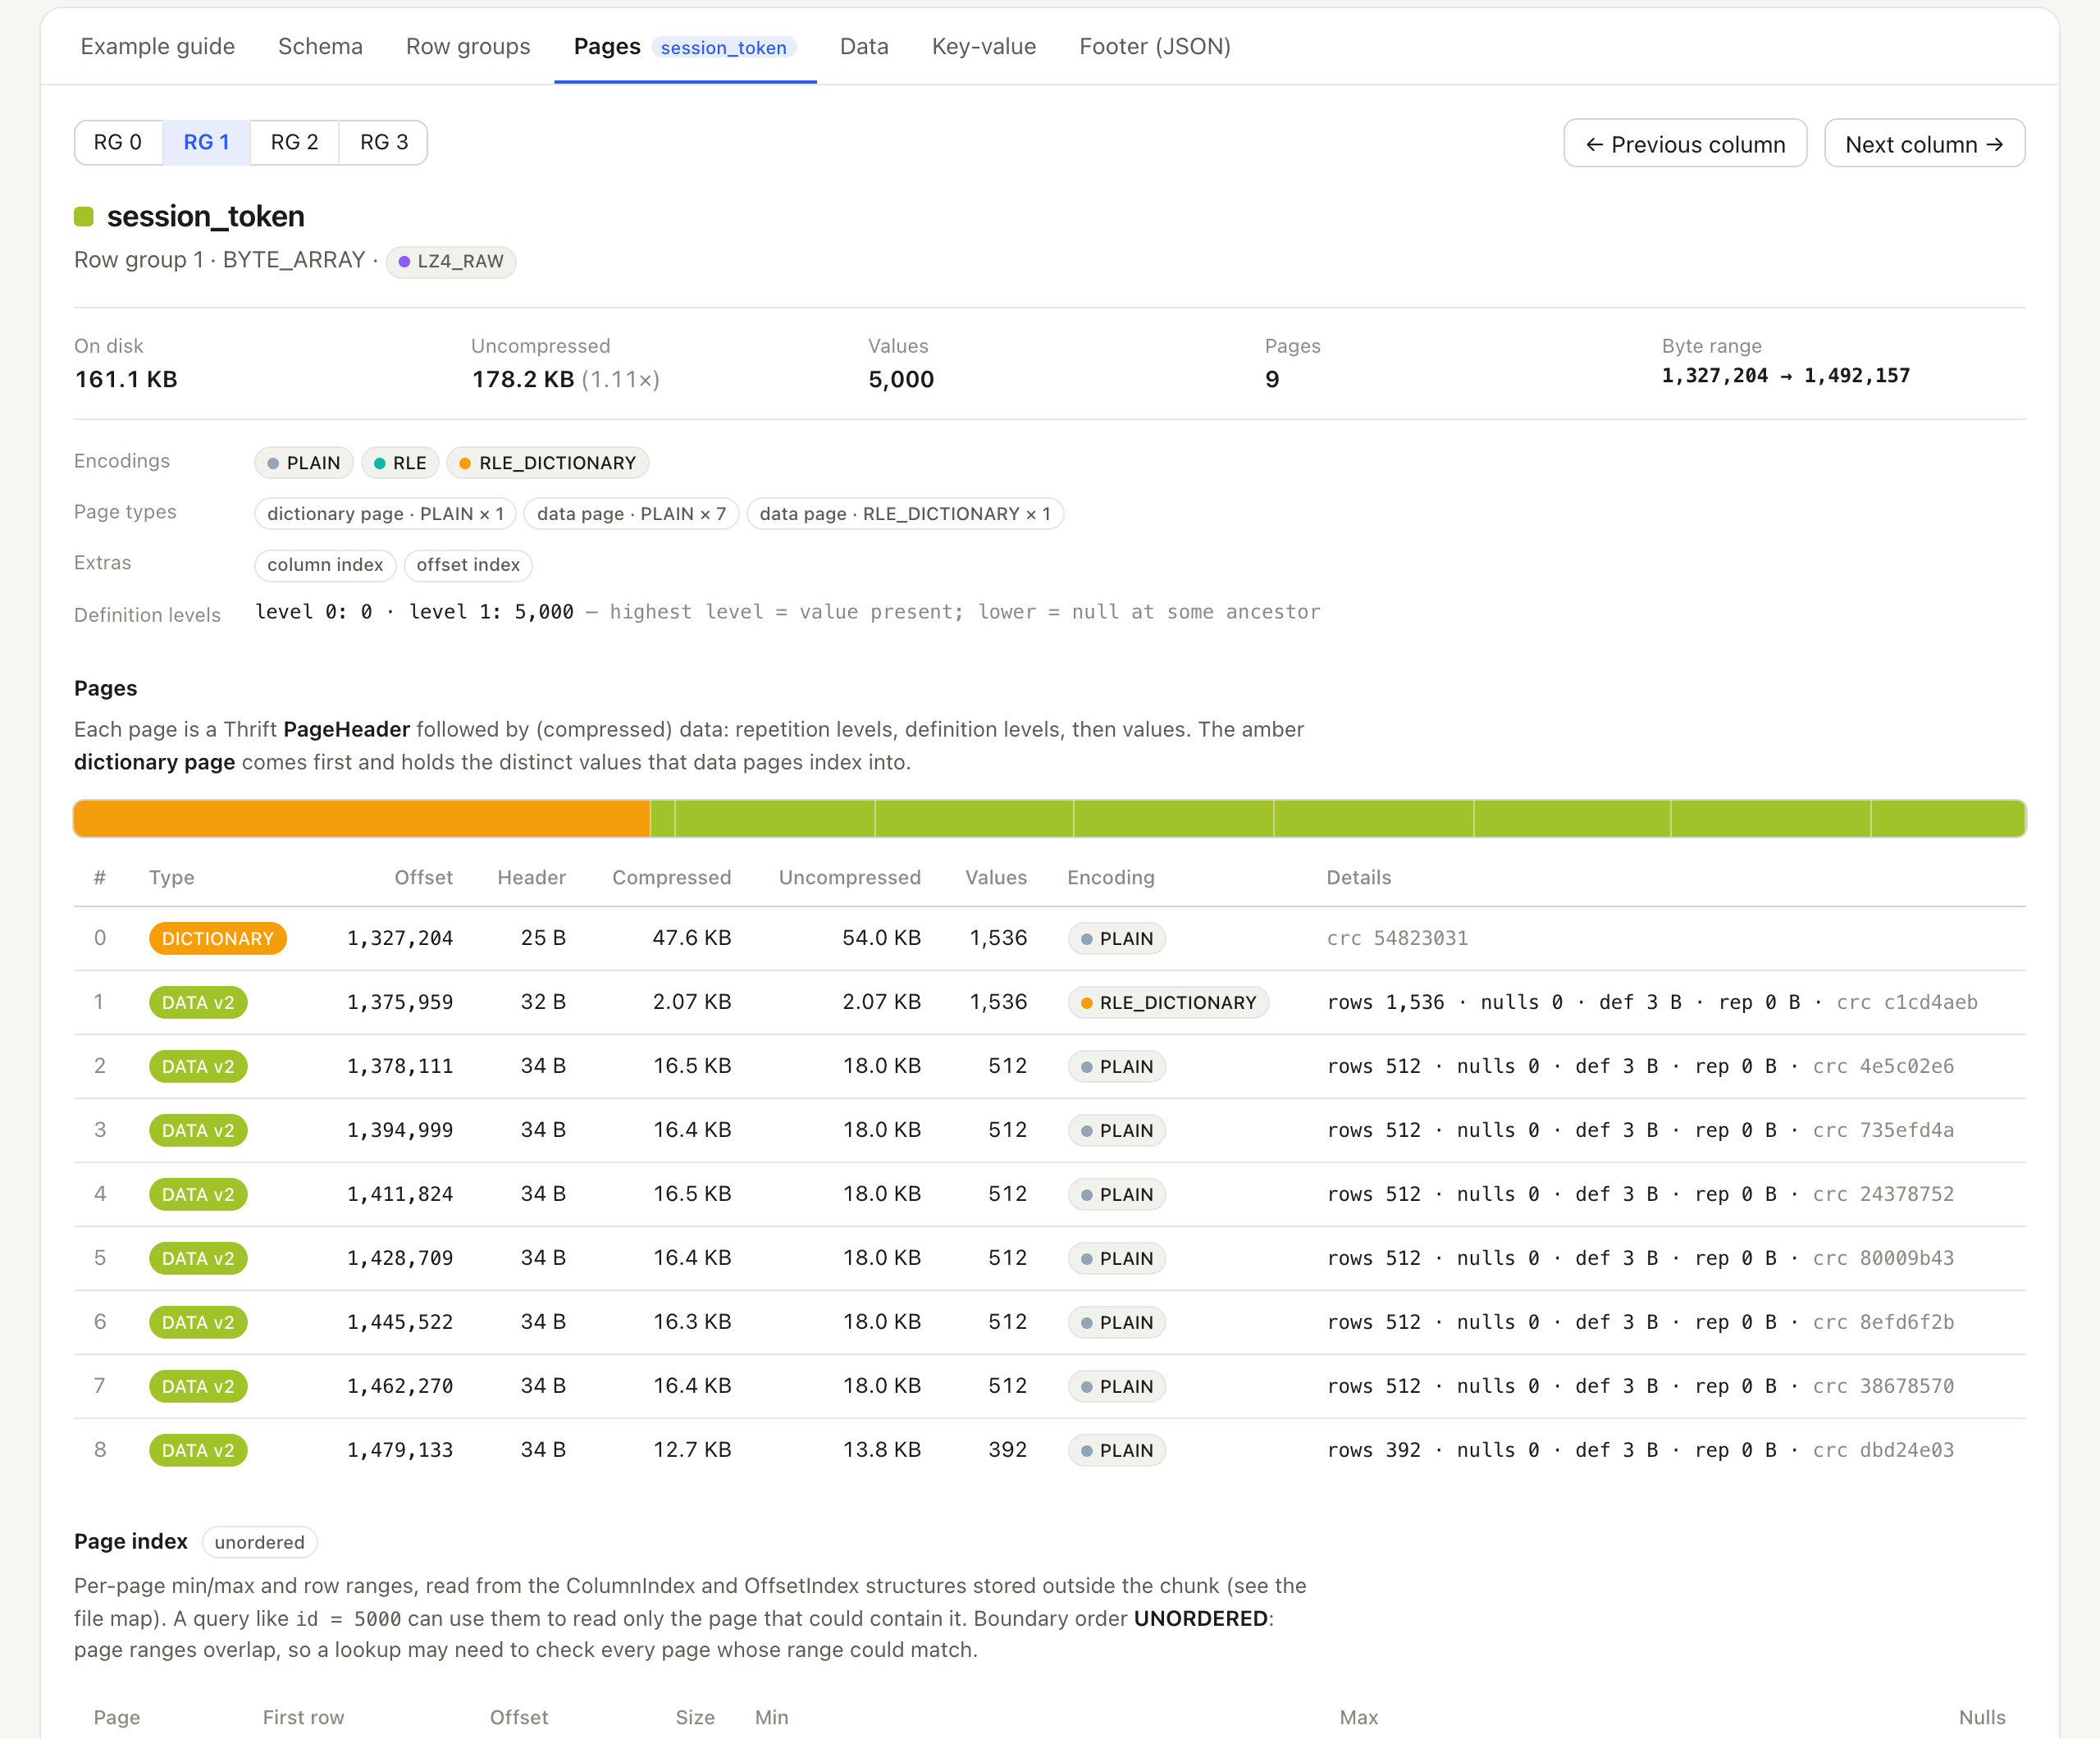 Example guide Schema Row groups Pages session_token Data Key-value Footer (JSON)
RG 0 RG 1 RG 2 RG 3 ← Previous column Next column →
session_token
Row group 1 · BYTE_ARRAY · LZ4_RAW
On disk Uncompressed Values Pages Byte range
161.1 KB 178.2 KB (1.11×) 5,000 9 1,327,204 → 1,492,157
Encodings PLAIN RLE RLE_DICTIONARY
Page types dictionary page · PLAIN × 1 data page · PLAIN × 7 data page · RLE_DICTIONARY × 1
Extras column index offset index
Definition levels level 0: 0 · level 1: 5,000 — highest level = value present; lower = null at some ancestor
Pages
Each page is a Thrift PageHeader followed by (compressed) data: repetition levels, definition levels, then values. The amber
dictionary page comes first and holds the distinct values that data pages index into.
# Type Offset Header Compressed Uncompressed Values Encoding Details
0 DICTIONARY 1,327,204 25 B 47.6 KB 54.0 KB 1,536 PLAIN crc 54823031
1 DATA v2 1,375,959 32 B 2.07 KB 2.07 KB 1,536 RLE_DICTIONARY rows 1,536 · nulls 0 · def 3 B · rep 0 B · crc c1cd4aeb
2 DATA v2 1,378,111 34 B 16.5 KB 18.0 KB 512 PLAIN rows 512 · nulls 0 · def 3 B · rep 0 B · crc 4e5c02e6
3 DATA v2 1,394,999 34 B 16.4 KB 18.0 KB 512 PLAIN rows 512 · nulls 0 · def 3 B · rep 0 B · crc 735efd4a
4 DATA v2 1,411,824 34 B 16.5 KB 18.0 KB 512 PLAIN rows 512 · nulls 0 · def 3 B · rep 0 B · crc 24378752
5 DATA v2 1,428,709 34 B 16.4 KB 18.0 KB 512 PLAIN rows 512 · nulls 0 · def 3 B · rep 0 B · crc 80009b43
6 DATA v2 1,445,522 34 B 16.3 KB 18.0 KB 512 PLAIN rows 512 · nulls 0 · def 3 B · rep 0 B · crc 8efd6f2b
7 DATA v2 1,462,270 34 B 16.4 KB 18.0 KB 512 PLAIN rows 512 · nulls 0 · def 3 B · rep 0 B · crc 38678570
8 DATA v2 1,479,133 34 B 12.7 KB 13.8 KB 392 PLAIN rows 392 · nulls 0 · def 3 B · rep 0 B · crc dbd24e03
Page index unordered
Per-page min/max and row ranges, read from the ColumnIndex and OffsetIndex structures stored outside the chunk (see the
file map). A query like id = 5000 can use them to read only the page that could contain it. Boundary order UNORDERED:
page ranges overlap, so a lookup may need to check every page whose range could match.
Page First row Offset Size Min Max Nulls